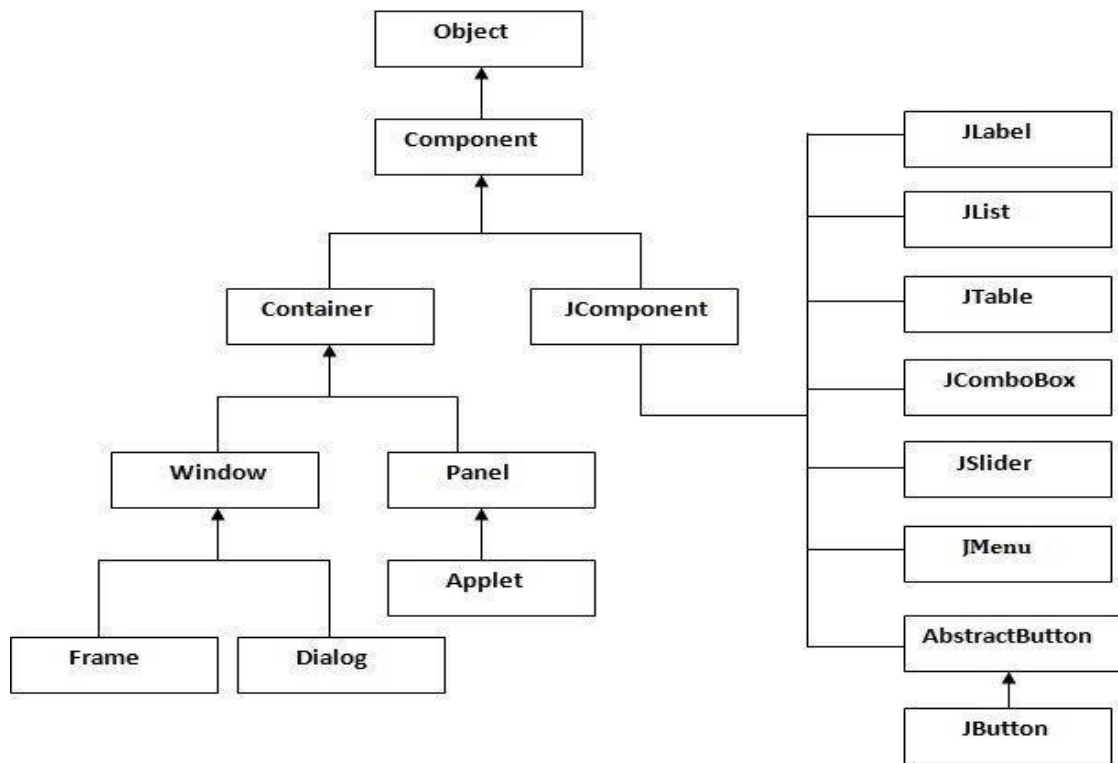 Object
Component
Container
JComponent
Window
Panel
Applet
Frame
Dialog
JLabel
JList
JTable
JComboBox
JSlider
JMenu
AbstractButton
JButton